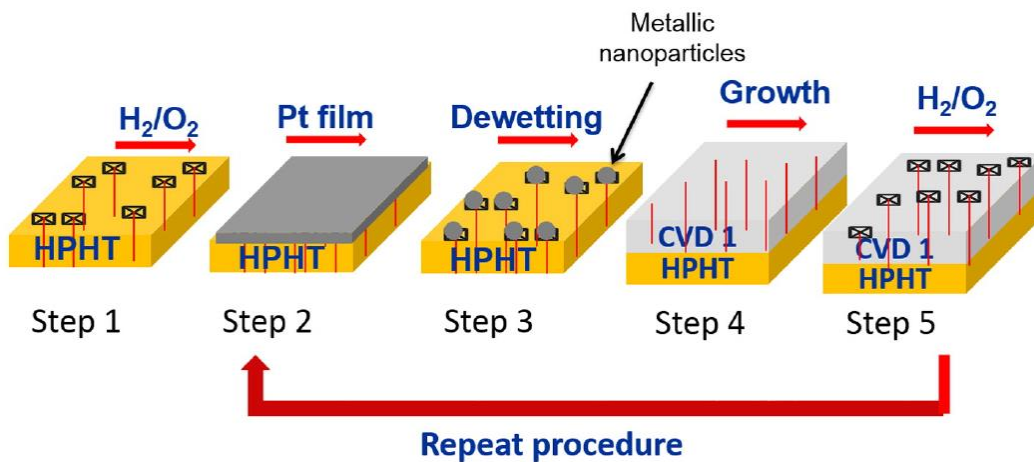 Metallic
nanoparticles
H₂/O₂
Pt film
Dewetting
Growth
H₂/O₂
HPHT
HPHT
HPHT
CVD 1
HPHT
CVD 1
HPHT
Step 1
Step 2
Step 3
Step 4
Step 5
Repeat procedure